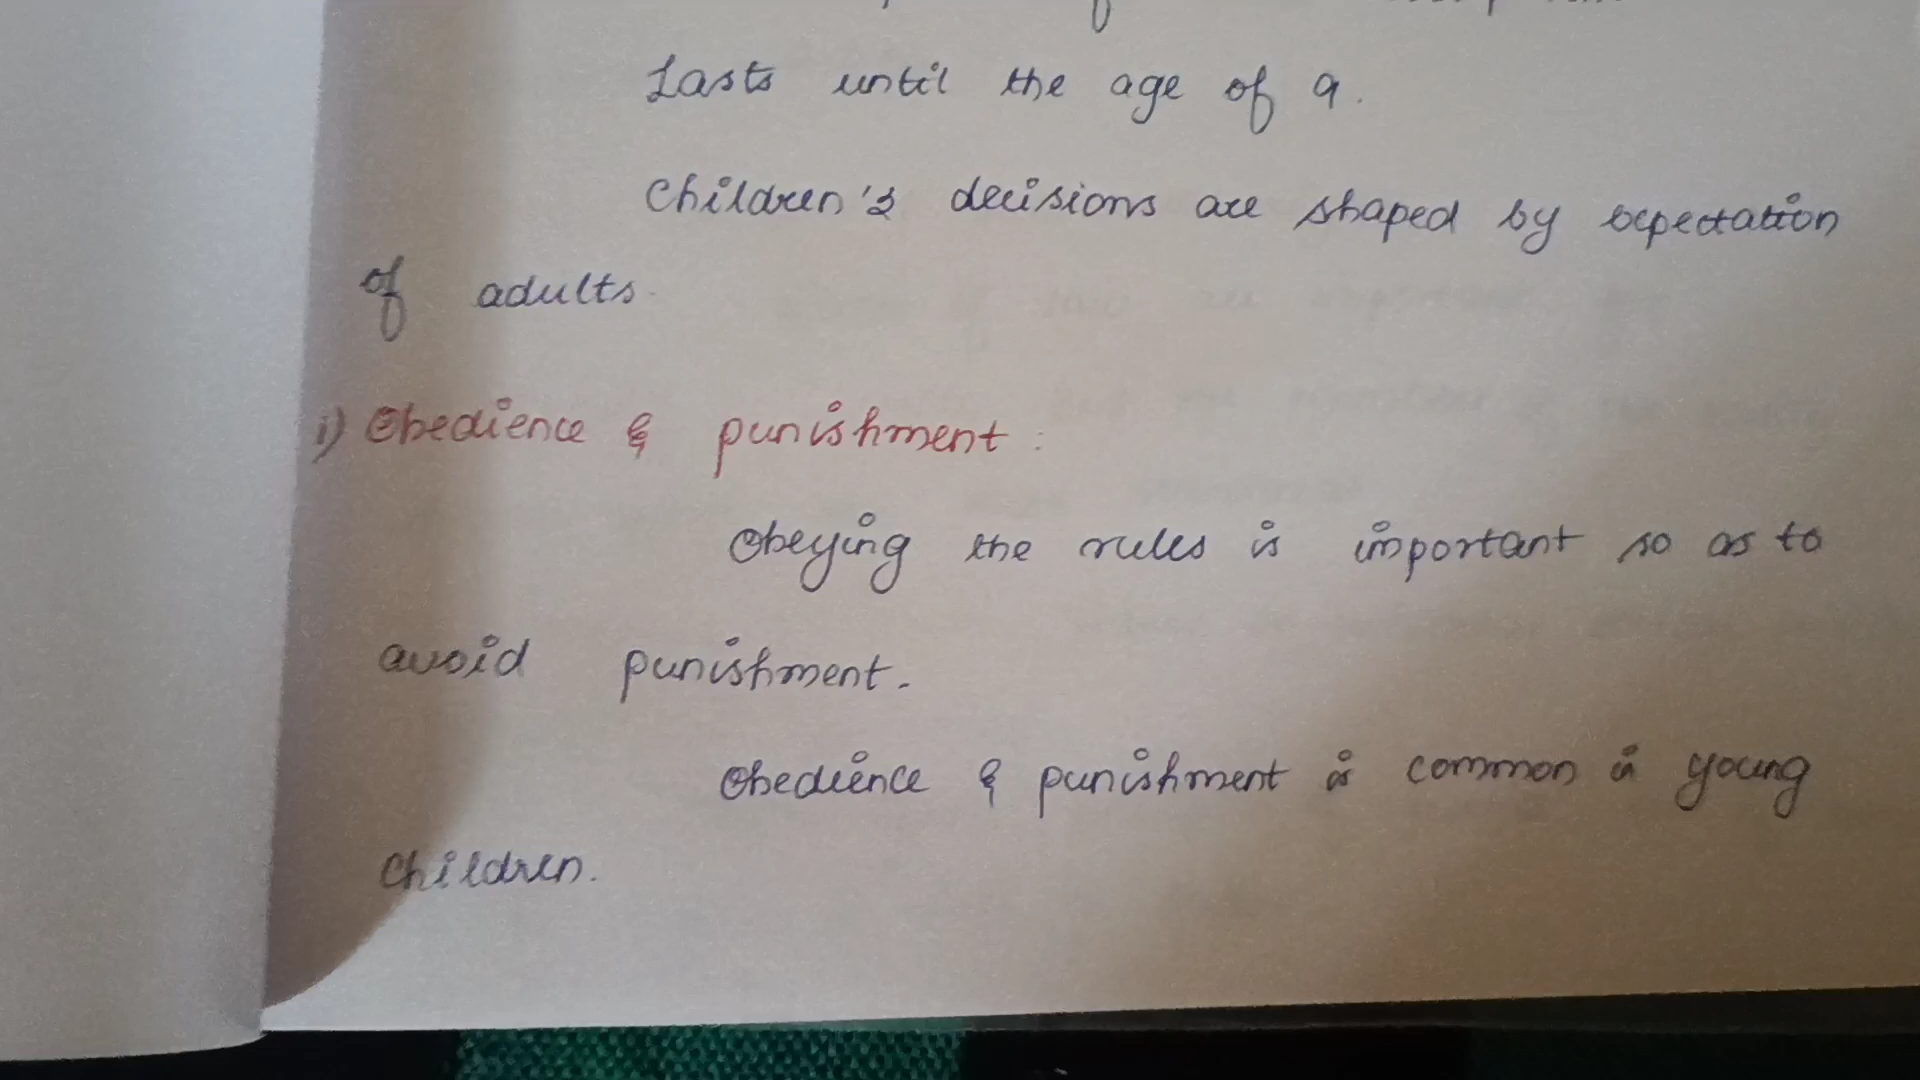 Lasts until the age of 9.
Children's decisions are shaped by expectation
of adults.
i) Obedience & punishment :
Obeying the rules is important so as to
avoid punishment.
Obedience & punishment is common in young
children.